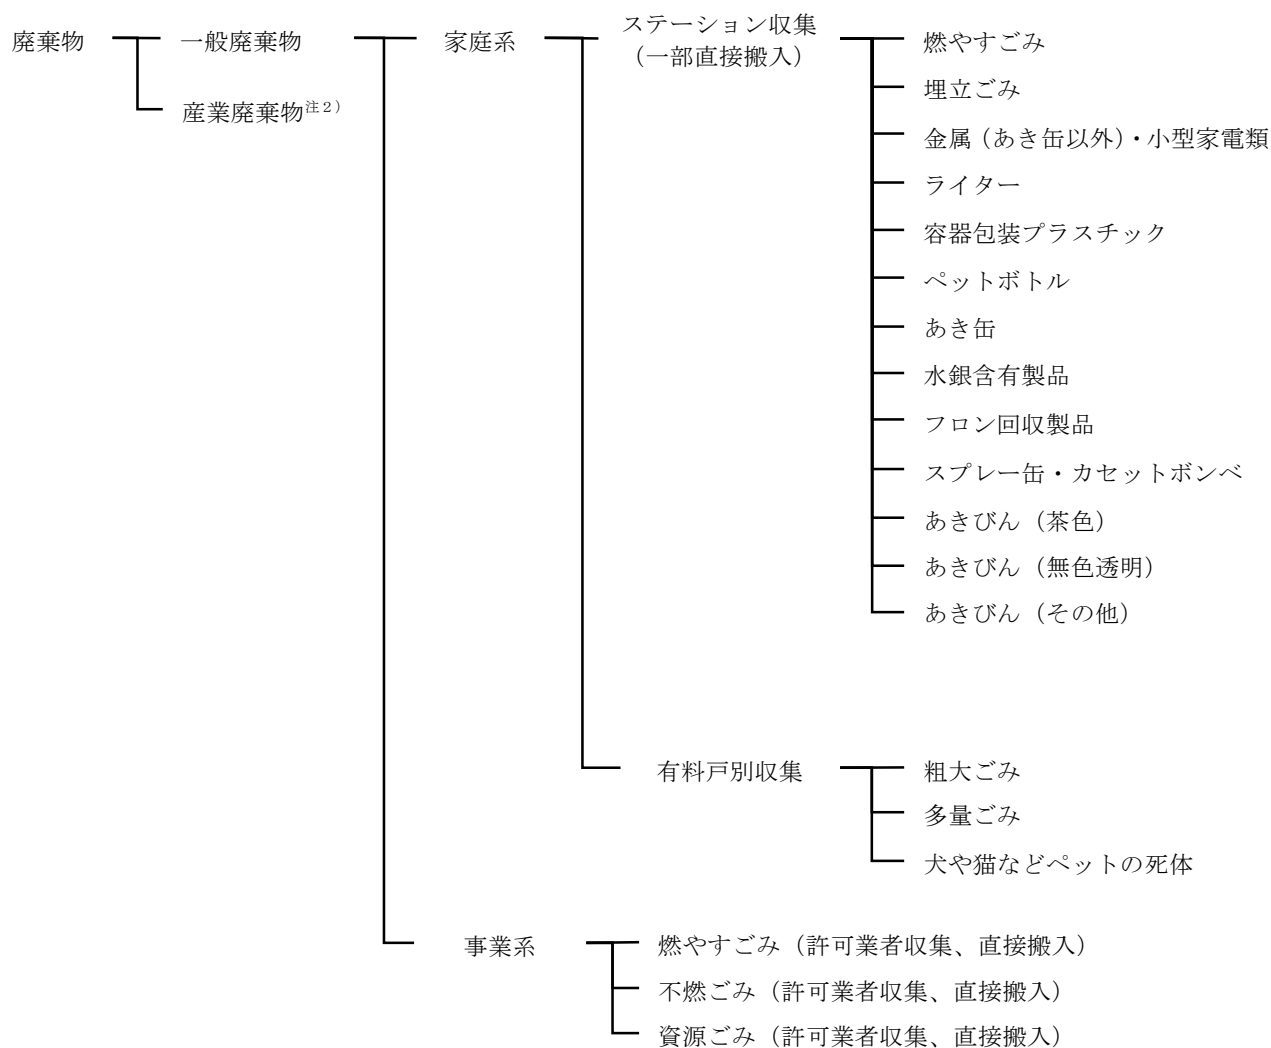 廃棄物
一般廃棄物
産業廃棄物注２）
家庭系
ステーション収集
（一部直接搬入）
燃やすごみ
埋立ごみ
金属（あき缶以外）・小型家電類
ライター
容器包装プラスチック
ペットボトル
あき缶
水銀含有製品
フロン回収製品
スプレー缶・カセットボンベ
あきびん（茶色）
あきびん（無色透明）
あきびん（その他）
有料戸別収集
粗大ごみ
多量ごみ
犬や猫などペットの死体
事業系
燃やすごみ（許可業者収集、直接搬入）
不燃ごみ（許可業者収集、直接搬入）
資源ごみ（許可業者収集、直接搬入）